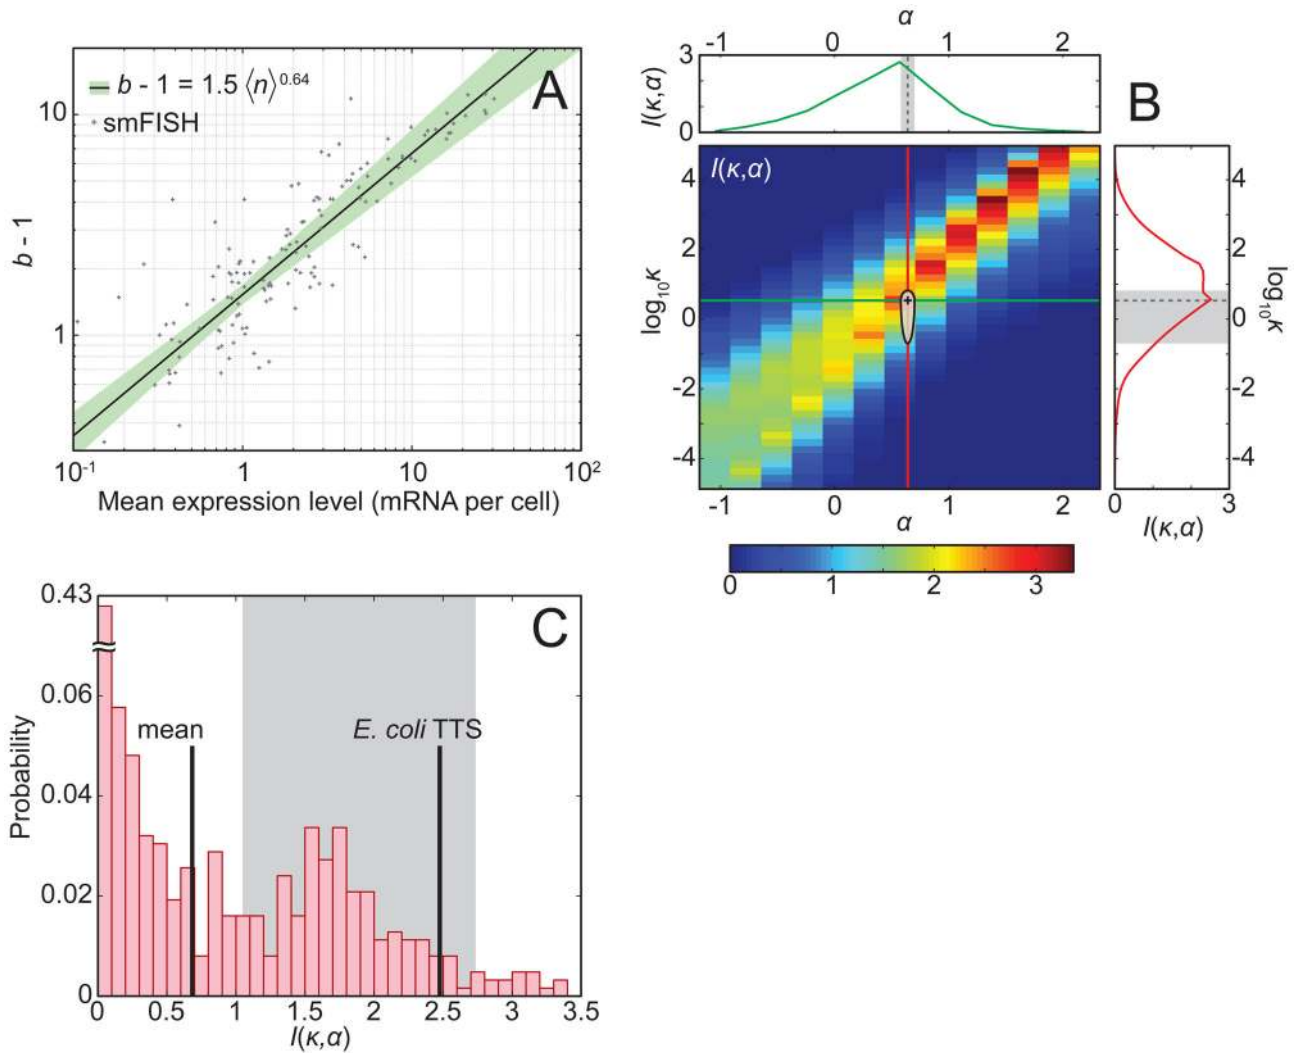 A
b - 1 = 1.5 ⟨n⟩^0.64
smFISH
10
1
b - 1
10^-1
1
10
10^2
Mean expression level (mRNA per cell)
B
α
-1
0
1
2
3
0
I(κ,α)
I(κ,α)
4
2
0
-2
-4
log10κ
-1
0
1
2
α
4
2
0
-2
-4
log10κ
0
3
I(κ,α)
0
1
2
3
C
0.43
0.06
0.04
0.02
0
Probability
mean
E. coli TTS
0
0.5
1
1.5
2
2.5
3
3.5
I(κ,α)